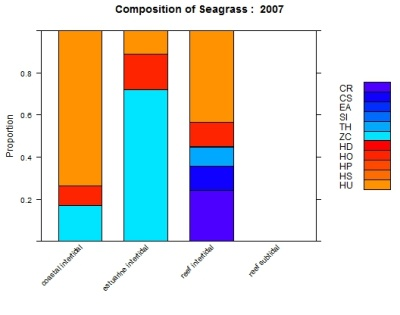 Composition of Seagrass : 2007
Proportion
0.8
0.6
0.4
0.2
coastal intertidal
estuarine intertidal
reef intertidal
reef subtidal
CR
CS
EA
SI
TH
ZC
HD
HO
HP
HS
HU